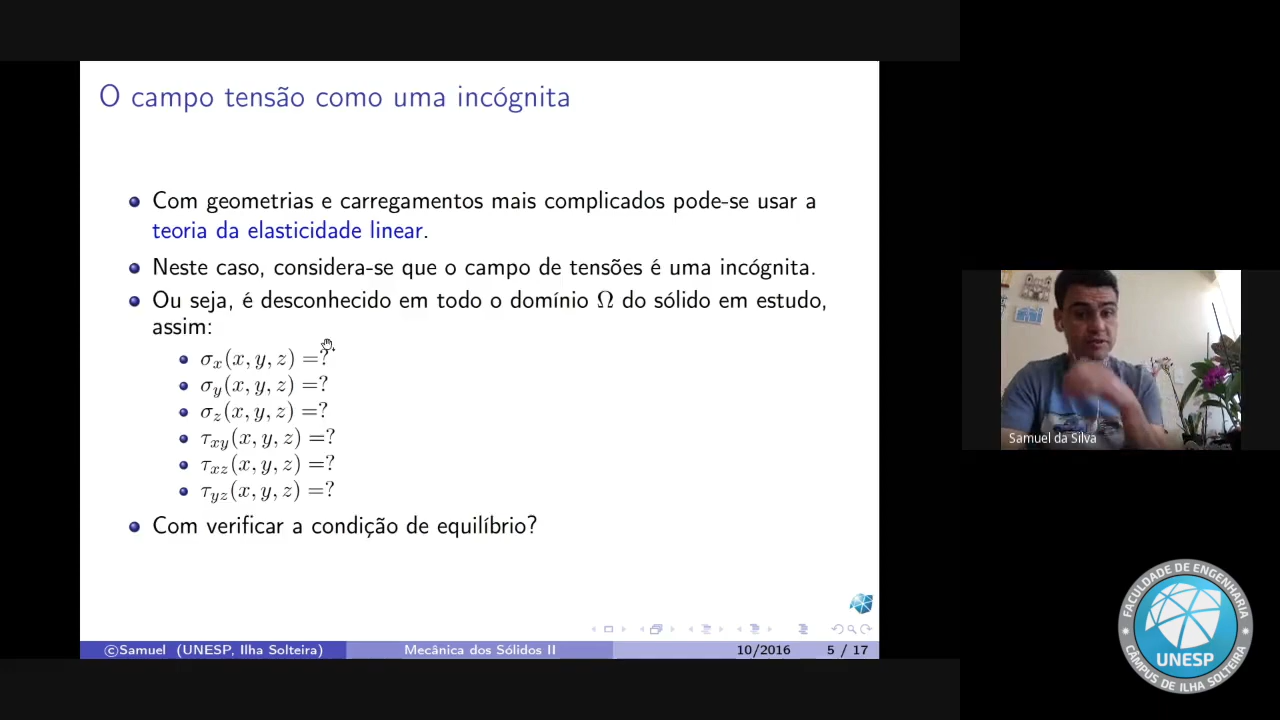 O campo tensão como uma incógnita
Com geometrias e carregamentos mais complicados pode-se usar a
teoria da elasticidade linear.
Neste caso, considera-se que o campo de tensões é uma incógnita.
Ou seja, é desconhecido em todo o domínio Ω do sólido em estudo,
assim:
σx(x, y, z) =?
σy(x, y, z) =?
σz(x, y, z) =?
τxy(x, y, z) =?
τxz(x, y, z) =?
τyz(x, y, z) =?
Com verificar a condição de equilíbrio?
©Samuel (UNESP, Ilha Solteira)
Mecânica dos Sólidos II
10/2016
5 / 17
Samuel da Silva
FACULDADE DE ENGENHARIA
UNESP
CÂMPUS DE ILHA SOLTEIRA